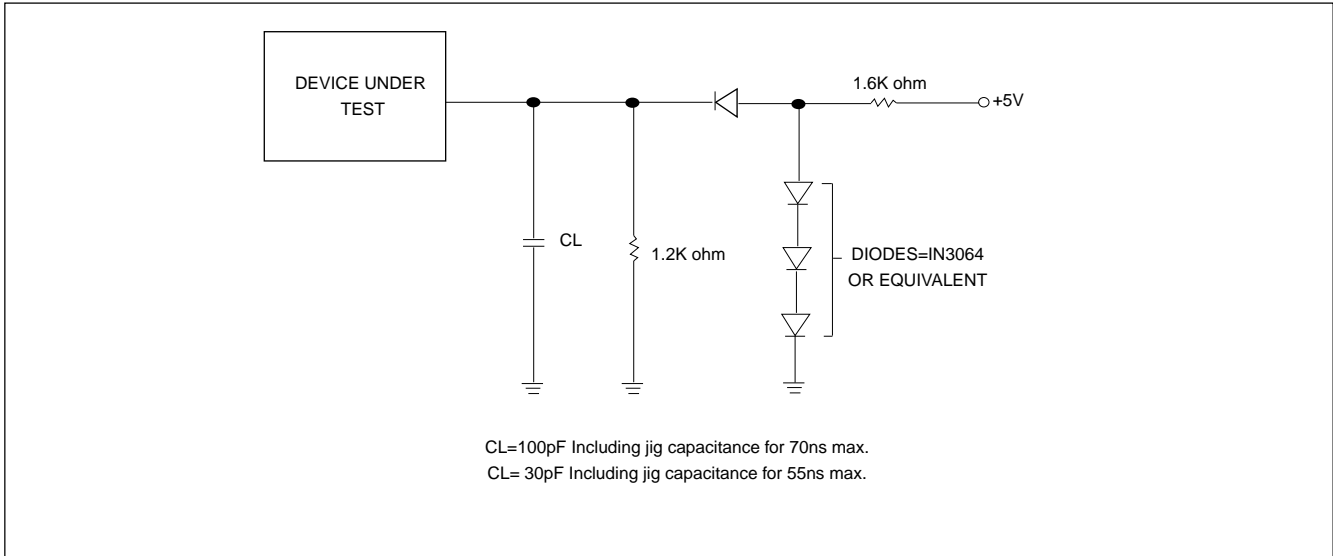 DEVICE UNDER
TEST
1.6K ohm
+5V
CL
1.2K ohm
DIODES=IN3064
OR EQUIVALENT
CL=100pF Including jig capacitance for 70ns max.
CL= 30pF Including jig capacitance for 55ns max.